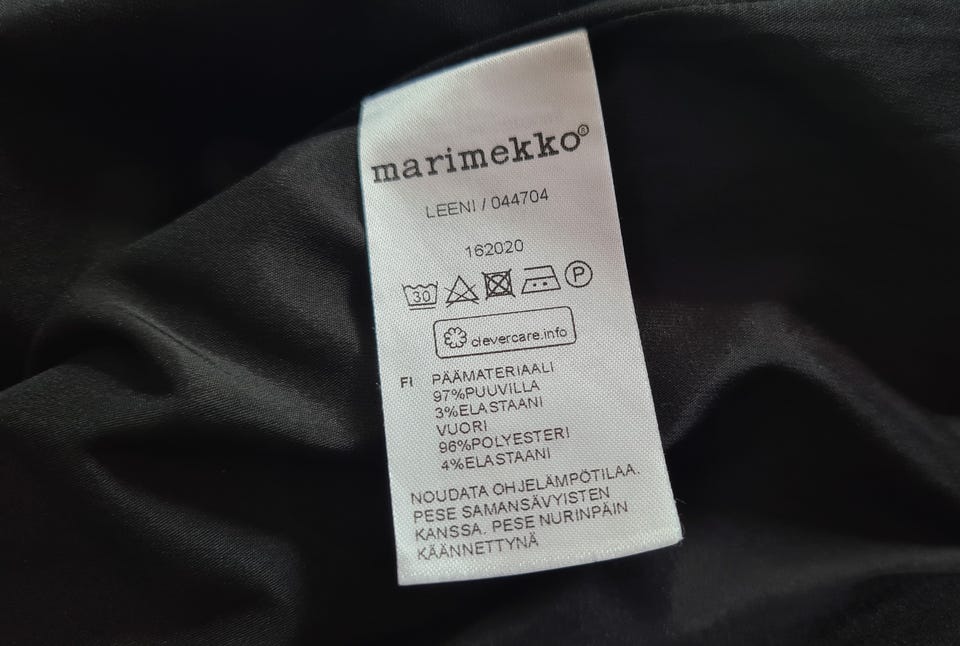 marimekko®
LEENI / 044704
162020
30 P
clevercare.info
FI PÄÄMATERIAALI
97%PUUVILLA
3%ELASTAANI
VUORI
96%POLYESTERI
4%ELASTAANI
NOUDATA OHJELÄMPÖTILAA.
PESE SAMANSÄVYISTEN
KANSSA. PESE NURINPÄIN
KÄÄNNETTYNÄ